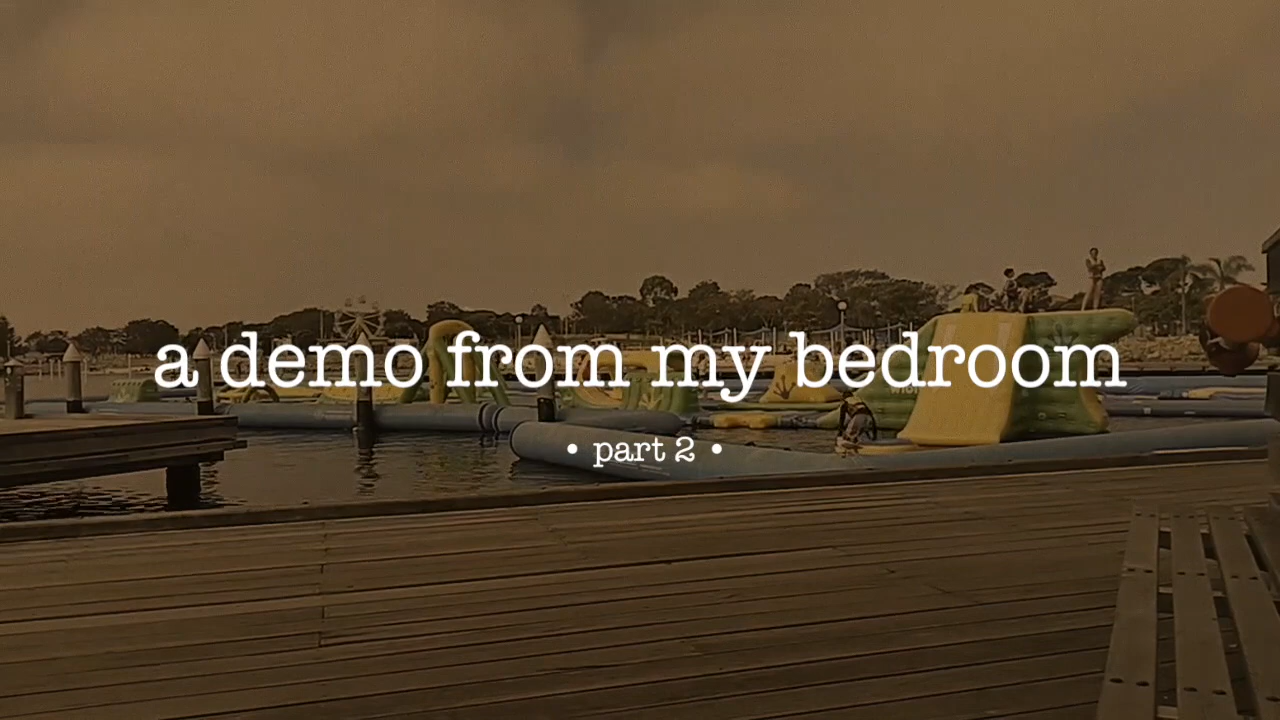 a demo from my bedroom
• part 2 •